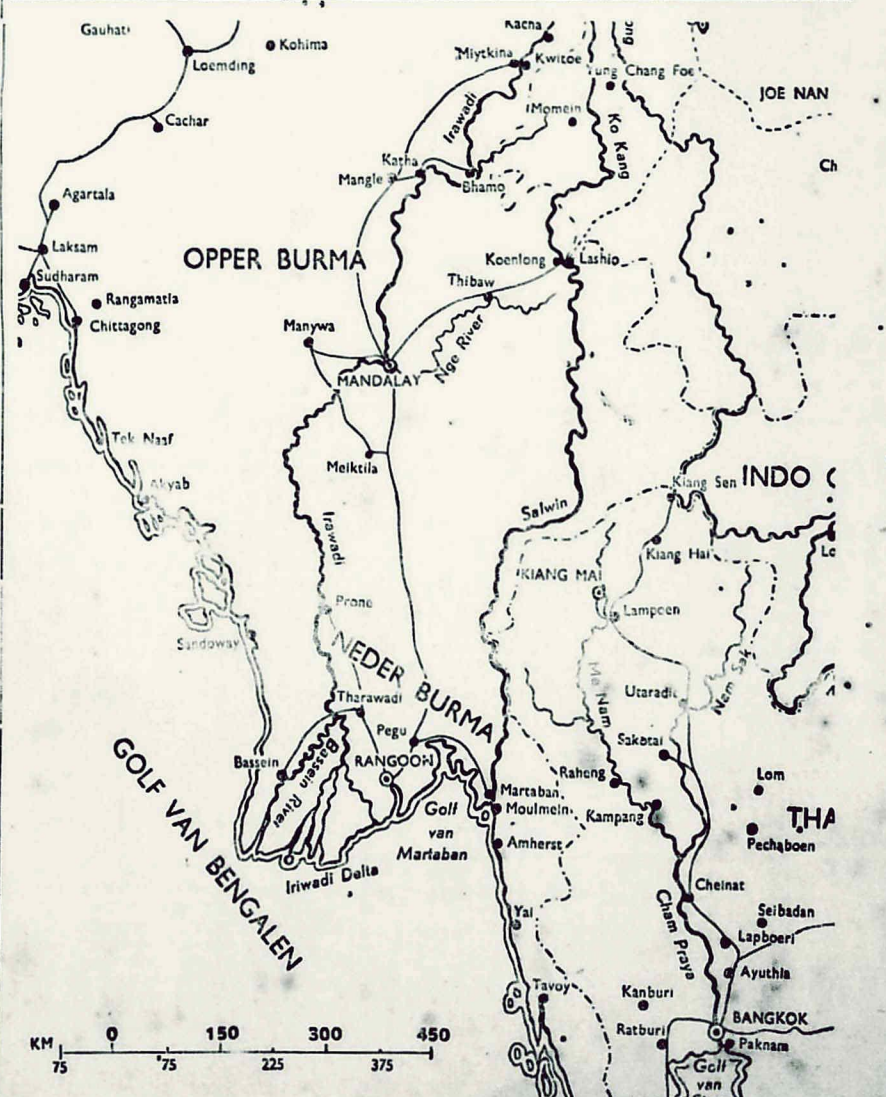 Gauhati
Kohima
Loemding
Cachar
Agartala
Laksam
Sudharam
Rangamatia
Chittagong
Tek Naaf
Akyab
Sandoway
Miytkina
Kwitoe
Yung Chang Foe
JOE NAN
Momein
Irawadi
Ko Kang
Katha
Mangle
Bhamo
OPPER BURMA
Koenlong
Lashio
Thibaw
Nge River
Manywa
MANDALAY
Meiktila
Salwin
Kiang Sen
INDO
Kiang Hai
KIANG MAI
Lampoen
Irawadi
Prone
NEDER BURMA
Me Nam
Nem Sak
Utaradit
Tharawadi
Pegu
Sakotai
Bassein
Bassein River
RANGOON
Raheng
Lom
Martaban
Moulmein
Kampang
THA
Golf
van
Martaban
Amherst
Pechaboen
Iriwadi Delta
GOLF VAN BENGALEN
Cheinat
Cham Praya
Seibadan
Yai
Lapboeri
Ayuthia
Tavoy
Kanburi
BANGKOK
Ratburi
Paknam
Golf
van
KM
0 150 300 450
75 75 225 375